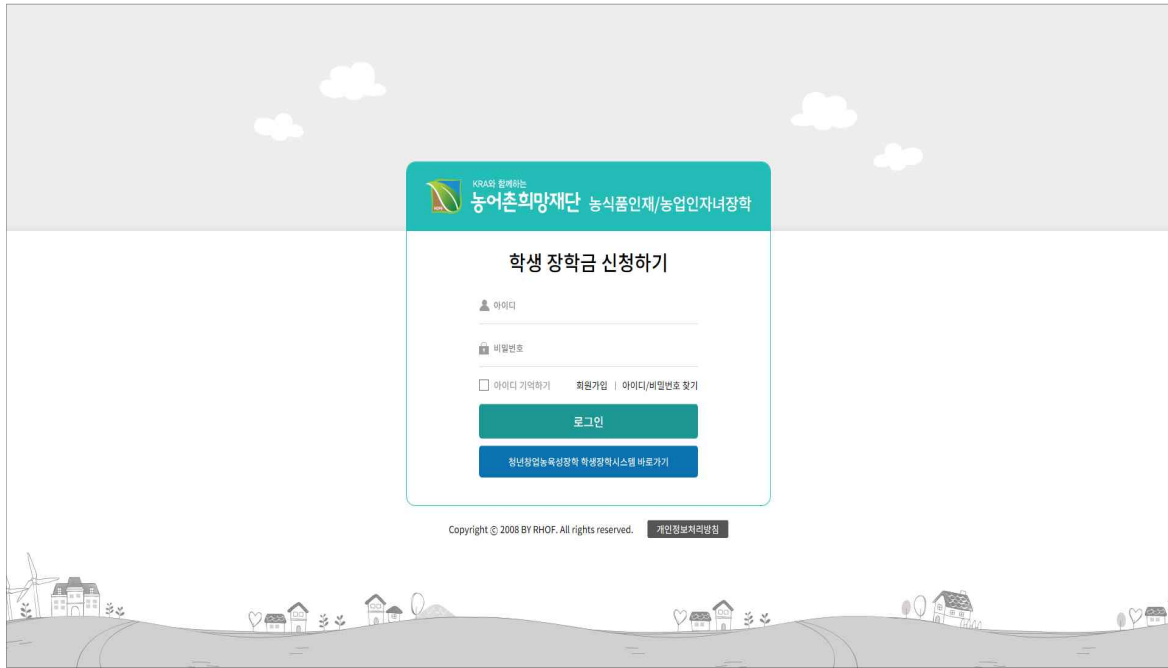 KRA와 함께하는
농어촌희망재단 농식품인재/농업인자녀장학
학생 장학금 신청하기
아이디
비밀번호
아이디 기억하기 회원가입 | 아이디/비밀번호 찾기
로그인
청년창업농육성장학 학생장학시스템 바로가기
Copyright © 2008 BY RHOF. All rights reserved. 개인정보처리방침